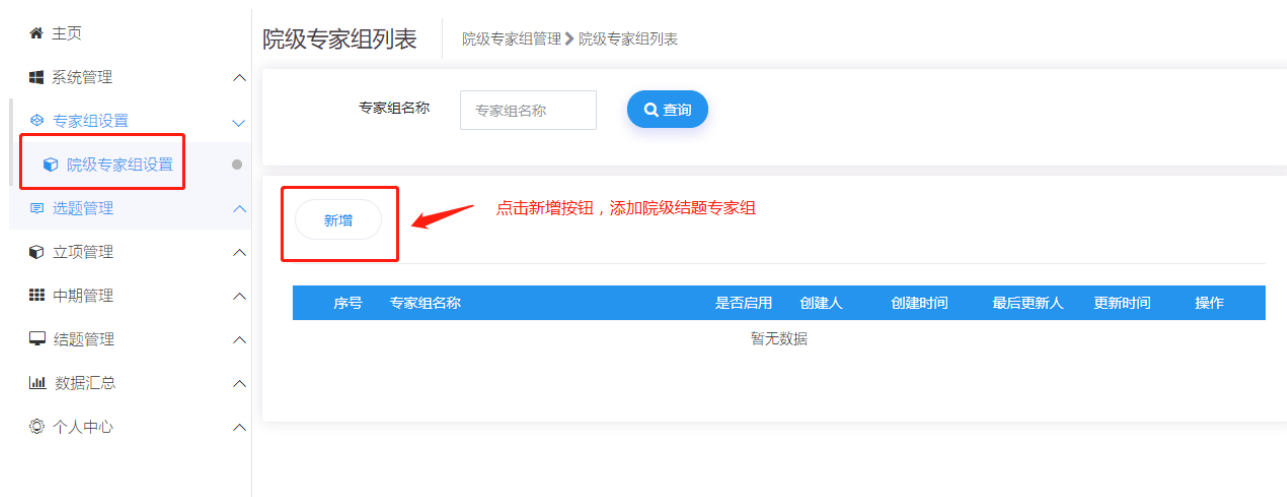 主页
系统管理
专家组设置
院级专家组设置
选题管理
立项管理
中期管理
结题管理
数据汇总
个人中心
院级专家组列表 院级专家组管理 院级专家组列表
专家组名称 专家组名称 查询
新增 点击新增按钮，添加院级结题专家组
序号 专家组名称 是否启用 创建人 创建时间 最后更新人 更新时间 操作
暂无数据